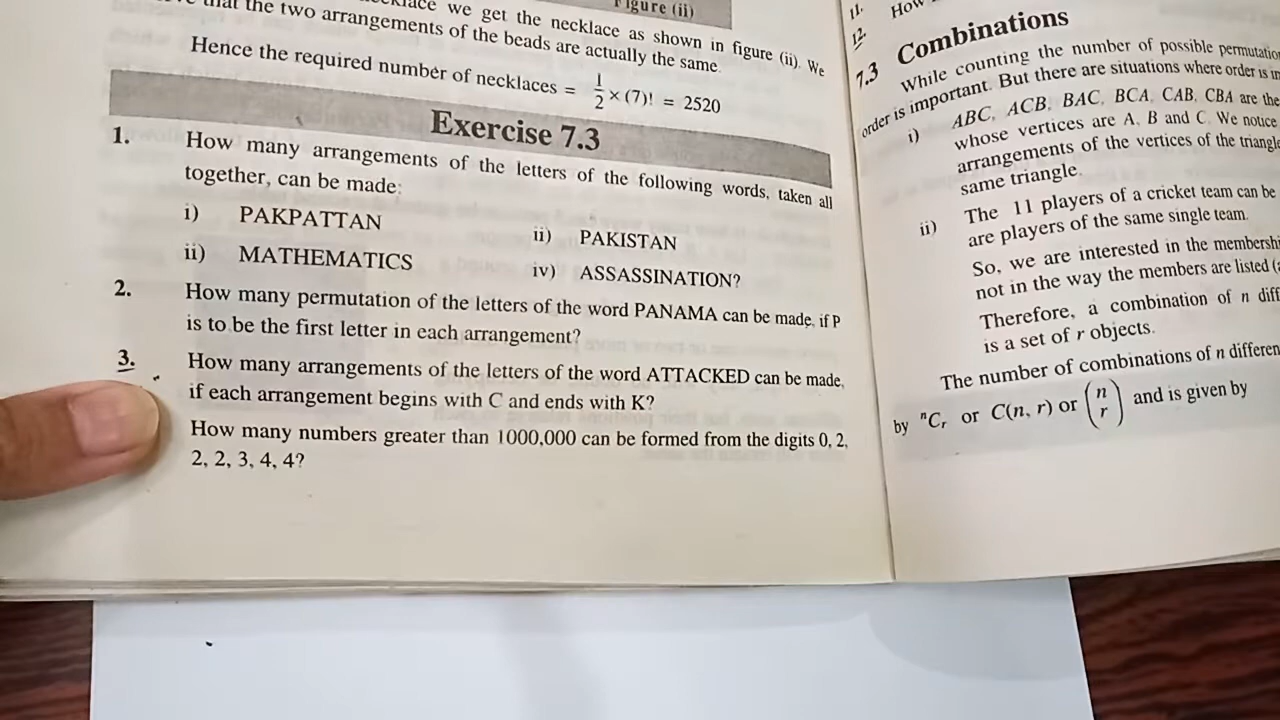 Figure (ii)
we get the necklace as shown in figure (ii). We
that the two arrangements of the beads are actually the same.
Hence the required number of necklaces = 1/2 × (7)! = 2520
Exercise 7.3
1. How many arrangements of the letters of the following words, taken all
together, can be made:
i) PAKPATTAN ii) PAKISTAN
ii) MATHEMATICS iv) ASSASSINATION?
2. How many permutation of the letters of the word PANAMA can be made, if P
is to be the first letter in each arrangement?
3. How many arrangements of the letters of the word ATTACKED can be made,
if each arrangement begins with C and ends with K?
How many numbers greater than 1000,000 can be formed from the digits 0, 2,
2, 2, 3, 4, 4?
11.
12. How
7.3 Combinations
While counting the number of possible
order is important. But there are situations where order is
i) ABC, ACB, BAC, BCA, CAB, CBA are the
whose vertices are A, B and C. We notice
arrangements of the vertices of the
same triangle.
ii) The 11 players of a cricket team can be
are players of the same single team.
So, we are interested in the
not in the way the members are listed
Therefore, a combination of n
is a set of r objects.
The number of combinations of n
by ⁿCᵣ or C(n, r) or (n r) and is given by